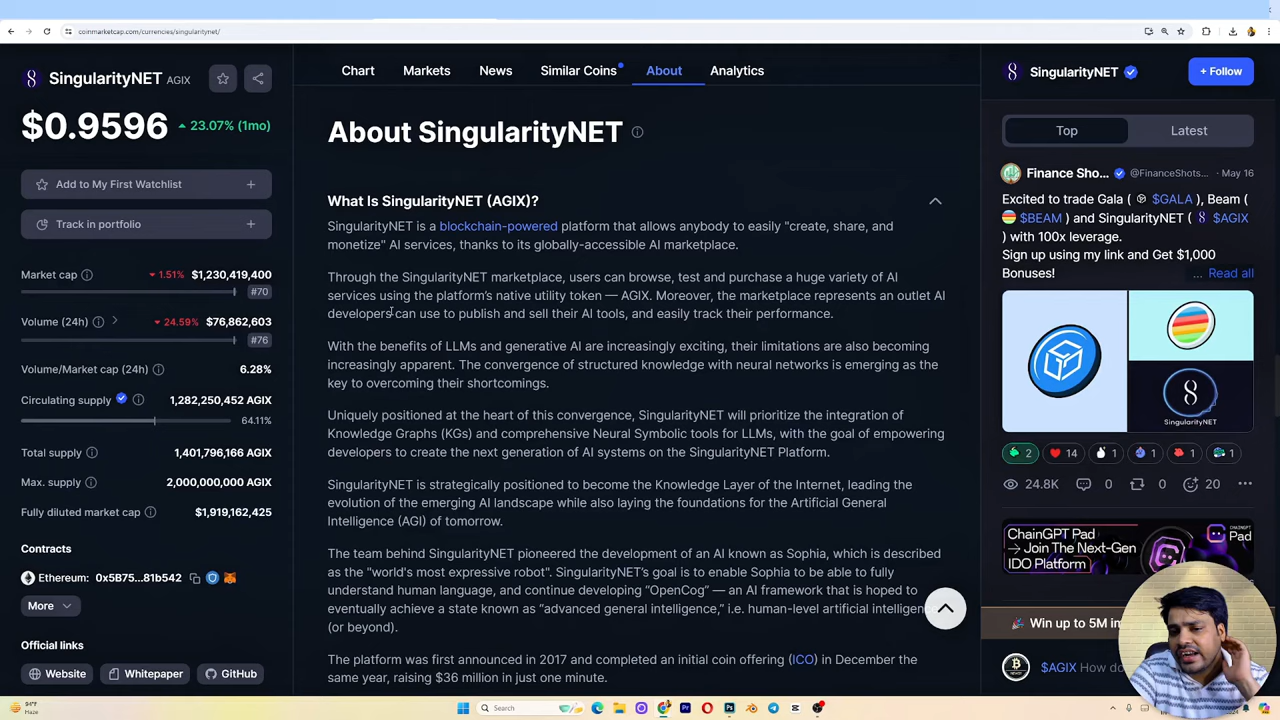 coinmarketcap.com/currencies/singularitynet/
SingularityNET AGIX
$0.9596 23.07% (1mo)
Add to My First Watchlist +
Track in portfolio +
Market cap 1.51% $1,230,419,400
#70
Volume (24h) 24.59% $76,862,603
#76
Volume/Market cap (24h) 6.28%
Circulating supply 1,282,250,452 AGIX
64.11%
Total supply 1,401,796,166 AGIX
Max. supply 2,000,000,000 AGIX
Fully diluted market cap $1,919,162,425
Contracts
Ethereum: 0x5B75...81b542
More
Official links
Website Whitepaper GitHub
Chart Markets News Similar Coins About Analytics
About SingularityNET
What Is SingularityNET (AGIX)?
SingularityNET is a blockchain-powered platform that allows anybody to easily "create, share, and
monetize" AI services, thanks to its globally-accessible AI marketplace.
Through the SingularityNET marketplace, users can browse, test and purchase a huge variety of AI
services using the platform's native utility token — AGIX. Moreover, the marketplace represents an outlet AI
developers can use to publish and sell their AI tools, and easily track their performance.
With the benefits of LLMs and generative AI are increasingly exciting, their limitations are also becoming
increasingly apparent. The convergence of structured knowledge with neural networks is emerging as the
key to overcoming their shortcomings.
Uniquely positioned at the heart of this convergence, SingularityNET will prioritize the integration of
Knowledge Graphs (KGs) and comprehensive Neural Symbolic tools for LLMs, with the goal of empowering
developers to create the next generation of AI systems on the SingularityNET Platform.
SingularityNET is strategically positioned to become the Knowledge Layer of the Internet, leading the
evolution of the emerging AI landscape while also laying the foundations for the Artificial General
Intelligence (AGI) of tomorrow.
The team behind SingularityNET pioneered the development of an AI known as Sophia, which is described
as the "world's most expressive robot". SingularityNET's goal is to enable Sophia to be able to fully
understand human language, and continue developing "OpenCog" — an AI framework that is hoped to
eventually achieve a state known as "advanced general intelligence," i.e. human-level artificial intelligence
(or beyond).
The platform was first announced in 2017 and completed an initial coin offering (ICO) in December the
same year, raising $36 million in just one minute.
SingularityNET + Follow
Top Latest
Finance Sho... @FinanceShots... · May 16
Excited to trade Gala ( $GALA), Beam (
$BEAM ) and SingularityNET ( $AGIX
) with 100x leverage.
Sign up using my link and Get $1,000
Bonuses! ... Read all
SingularityNET
2 14 1 1 1 1
24.8K 0 0 20
ChainGPT Pad
→ Join The Next-Gen
IDO Platform
Win up to 5M
$AGIX How do
94°F
Haze
Search